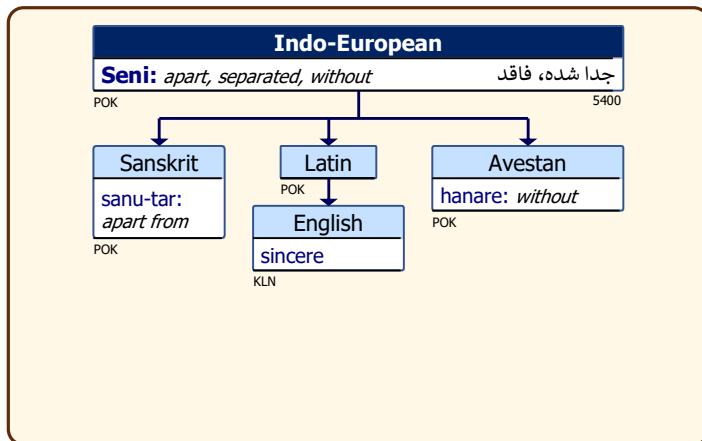 Indo-European
Seni: apart, separated, without جدا شده، فاقد
POK 5400
Sanskrit Latin Avestan
sanu-tar: hanare: without
apart from
POK POK POK
English
sincere
KLN